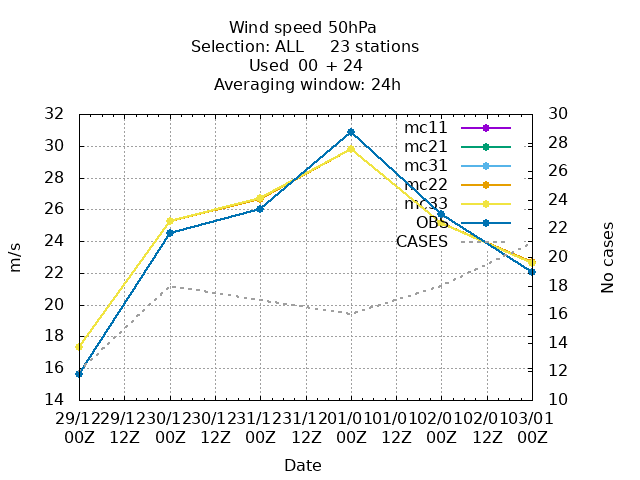 Wind speed 50hPa
Selection: ALL 23 stations
Used 00 + 24
Averaging window: 24h
32
30
28
26
24
22
20
18
16
14
m/s
30
28
26
24
22
20
18
16
14
12
10
No cases
mc11
mc21
mc31
mc22
mc33
OBS
CASES
29/12 29/12 30/12 30/12 31/12 31/12 01/01 01/01 02/01 02/01 03/01
00Z 12Z 00Z 12Z 00Z 12Z 00Z 12Z 00Z 12Z 00Z
Date